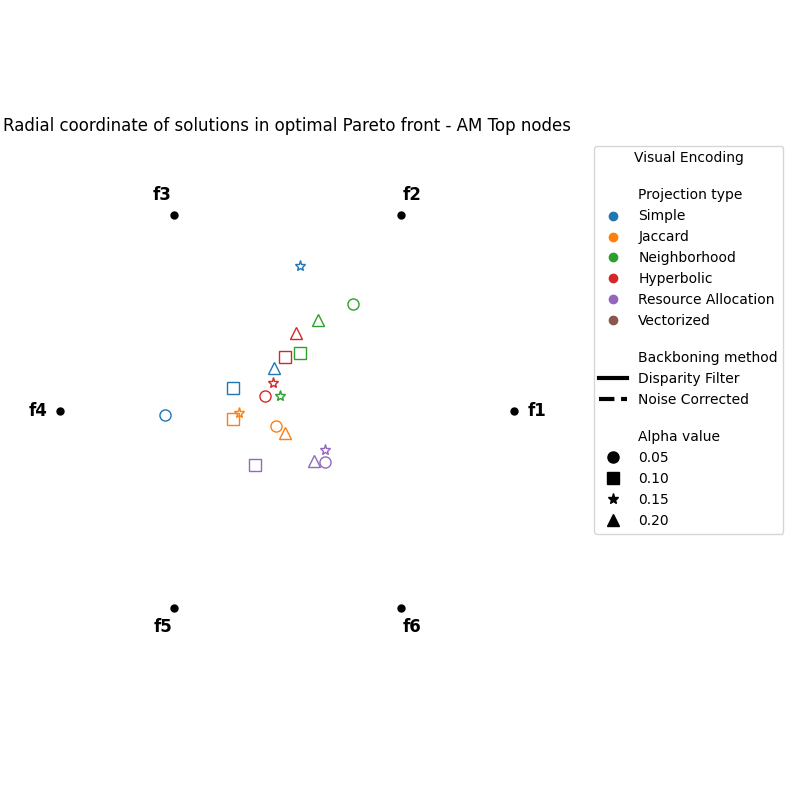 Radial coordinate of solutions in optimal Pareto front - AM Top nodes
f3
f2
f4
f1
f5
f6
Visual Encoding
Projection type
Simple
Jaccard
Neighborhood
Hyperbolic
Resource Allocation
Vectorized
Backboning method
Disparity Filter
Noise Corrected
Alpha value
0.05
0.10
0.15
0.20